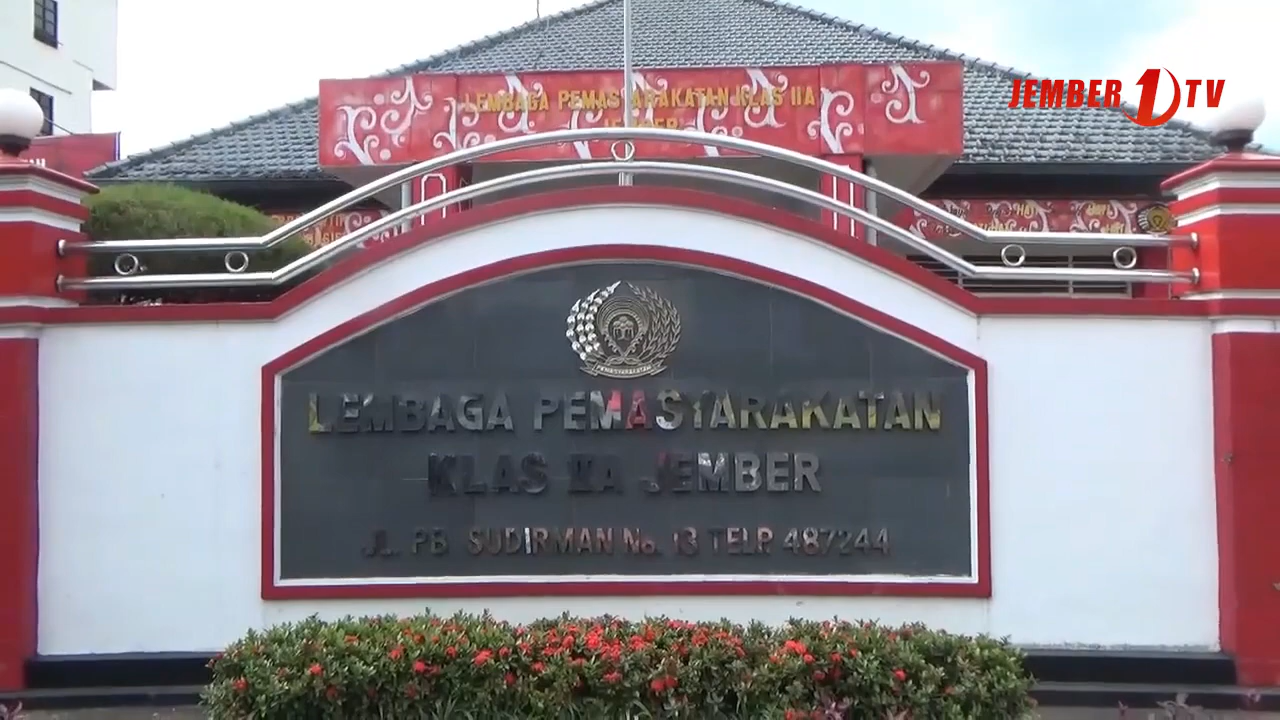 JEMBER 1 TV
LEMBAGA PEMASYARAKATAN KLAS IIA
JEMBER
LEMBAGA PEMASYARAKATAN
KLAS IIA JEMBER
JL. PB. SUDIRMAN No. 13 TELP. 487244